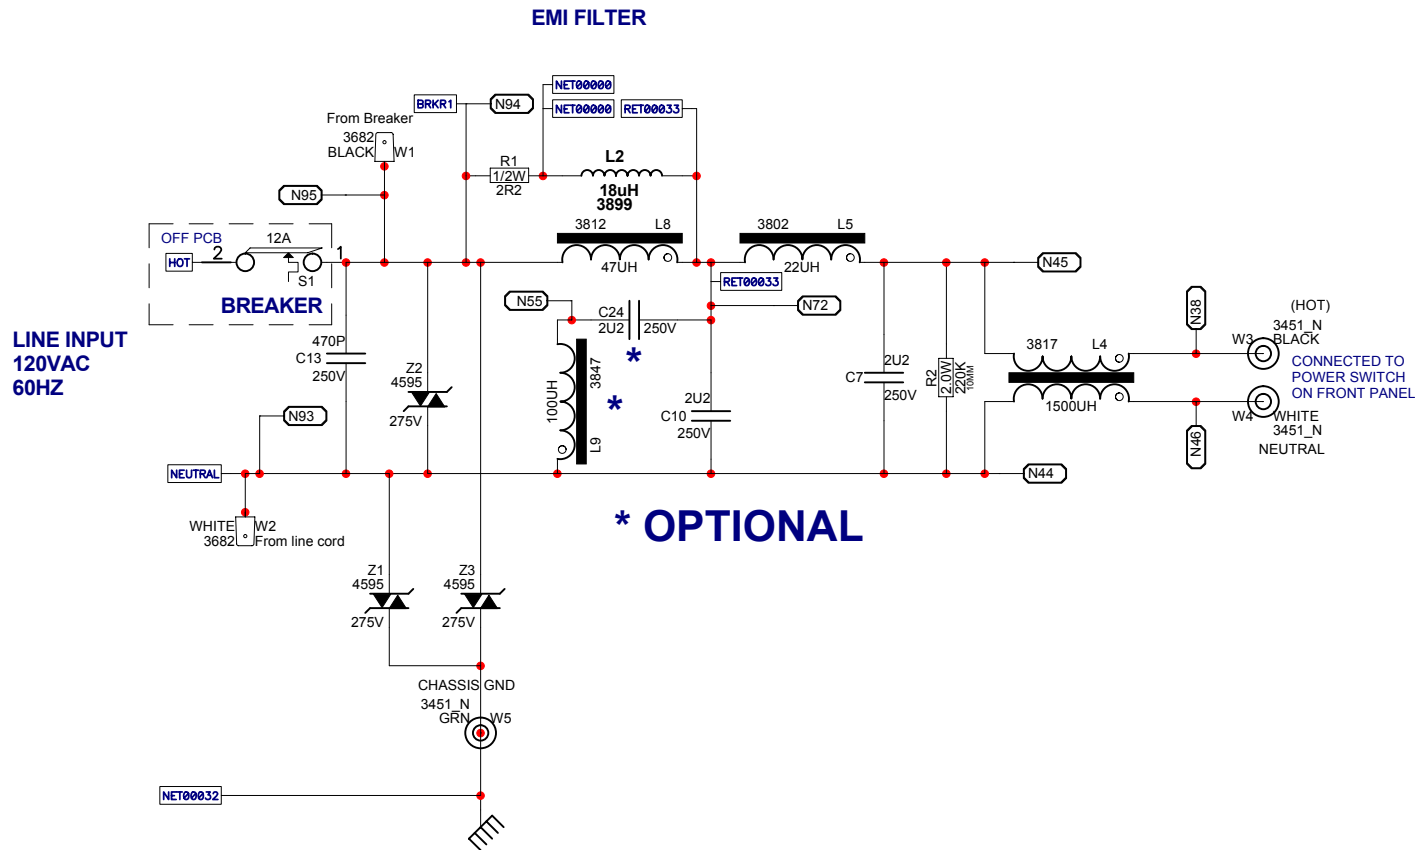 EMI FILTER
NET00000
BRKR1
N94
NET00000
RET00033
From Breaker
3682
BLACK
W1
R1
1/2W
2R2
L2
18uH
3899
N95
OFF PCB
12A
HOT
2
1
S1
BREAKER
3812
L8
47UH
3802
L5
22UH
N45
RET00033
N55
N72
C24
2U2
250V
*
N38
(HOT)
3451_N
BLACK
W3
LINE INPUT
120VAC
60HZ
470P
C13
250V
Z2
4595
275V
100UH
3847
L9
*
2U2
C10
250V
2U2
C7
250V
R2
2.0W
220K
10MM
3817
L4
1500UH
CONNECTED TO
POWER SWITCH
ON FRONT PANEL
W4
WHITE
3451_N
NEUTRAL
N46
N93
NEUTRAL
N44
WHITE
W2
3682
From line cord
* OPTIONAL
Z1
4595
275V
Z3
4595
275V
CHASSIS GND
3451_N
GRN
W5
NET00032